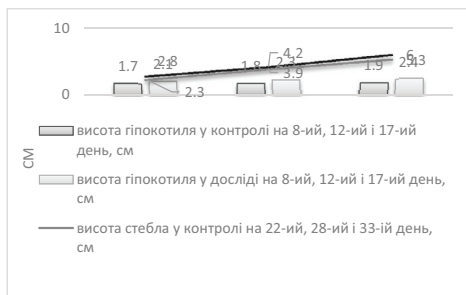 10
4.2
6
2.8
1.7 2.1 1.8 2.3 1.9 2.4
3.9
2.3
0
см
висота гіпокотиля у контролі на 8-ий, 12-ий і 17-ий
день, см
висота гіпокотиля у досліді на 8-ий, 12-ий і 17-ий день,
см
висота стебла у контролі на 22-ий, 28-ий і 33-ій день,
см